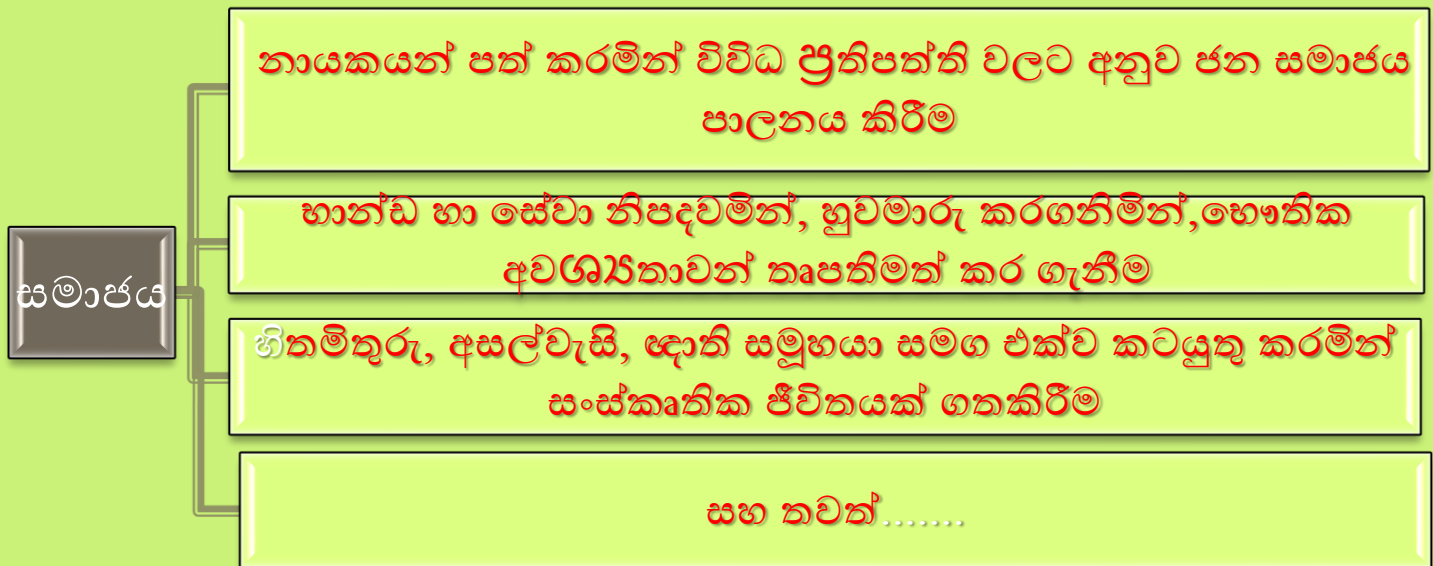 නායකයන් පත් කරමින් විවිධ ප්‍රතිපත්ති වලට අනුව ජන සමාජය
පාලනය කිරීම
භාන්ඩ හා සේවා නිපදවමින්, හුවමාරු කරගනිමින්,භෞතික
අවශ්‍යතාවන් තෘපතිමත් කර ගැනීම
සමාජය
හිතමිතුරු, අසල්වැසි, ඥාති සමූහයා සමග එක්ව කටයුතු කරමින්
සංස්කෘතික ජීවිතයක් ගතකිරීම
සහ තවත්.......